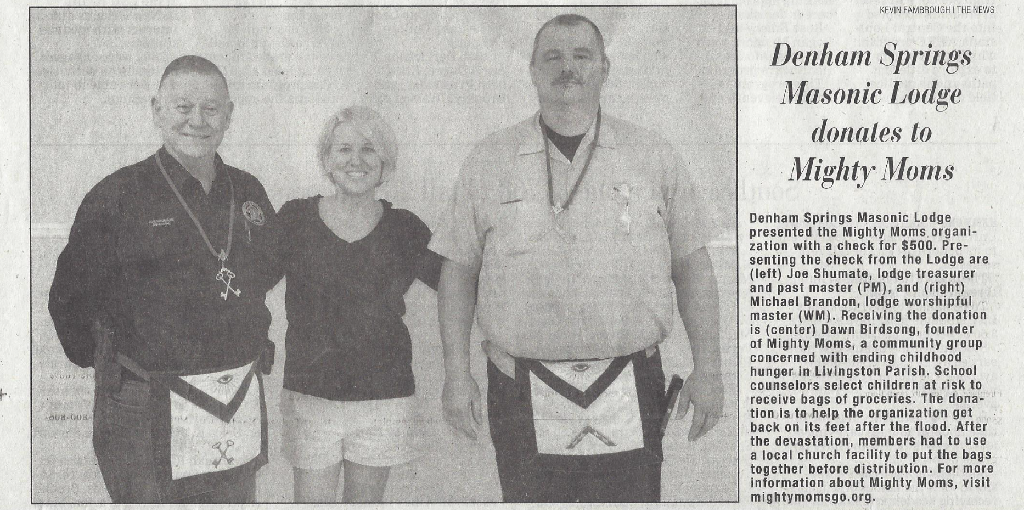 KEVIN FAMBROUGH | THE NEWS
Denham Springs
Masonic Lodge
donates to
Mighty Moms
Denham Springs Masonic Lodge
presented the Mighty Moms organi-
zation with a check for $500. Pre-
senting the check from the Lodge are
(left) Joe Shumate, lodge treasurer
and past master (PM), and (right)
Michael Brandon, lodge worshipful
master (WM). Receiving the donation
is (center) Dawn Birdsong, founder
of Mighty Moms, a community group
concerned with ending childhood
hunger in Livingston Parish. School
counselors select children at risk to
receive bags of groceries. The dona-
tion is to help the organization get
back on its feet after the flood. After
the devastation, members had to use
a local church facility to put the bags
together before distribution. For more
information about Mighty Moms, visit
mightymomsgo.org.